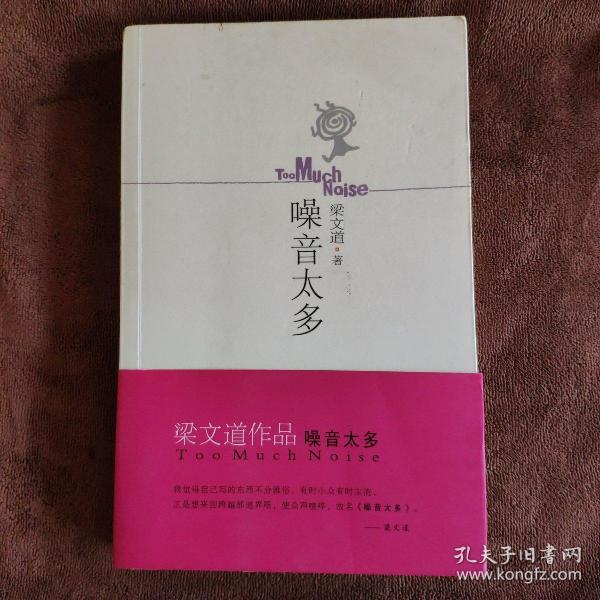 Too Much
Noise
噪音太多
梁文道·著
梁文道作品 噪音太多
Too Much Noise
我觉得自己写的东西不分雅俗，有时小众有时主流，
正是想来回跨越那道界限，使众声喧哗，故名《噪音太多》。
——梁文道
孔夫子旧书网
www.kongfz.com